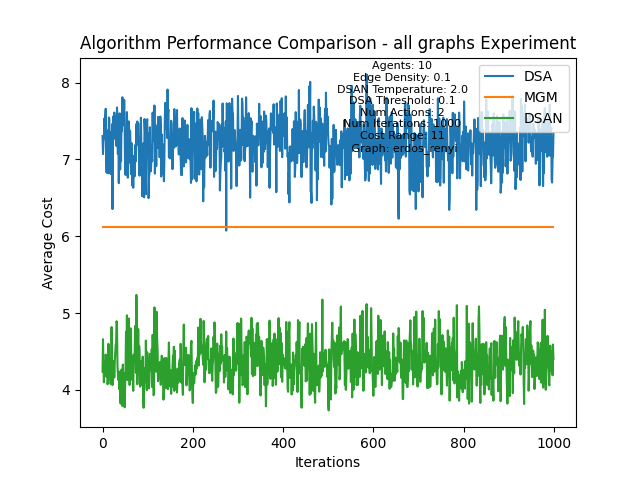 Algorithm Performance Comparison - all graphs Experiment
Agents: 10
Edge Density: 0.1
DSAN Temperature: 2.0
DSA Threshold: 0.1
Num Actions: 2
Num Iterations: 1000
Cost Range: 11
Graph: erdos_renyi
DSA
MGM
DSAN
8
7
6
5
4
Average Cost
0
200
400
600
800
1000
Iterations